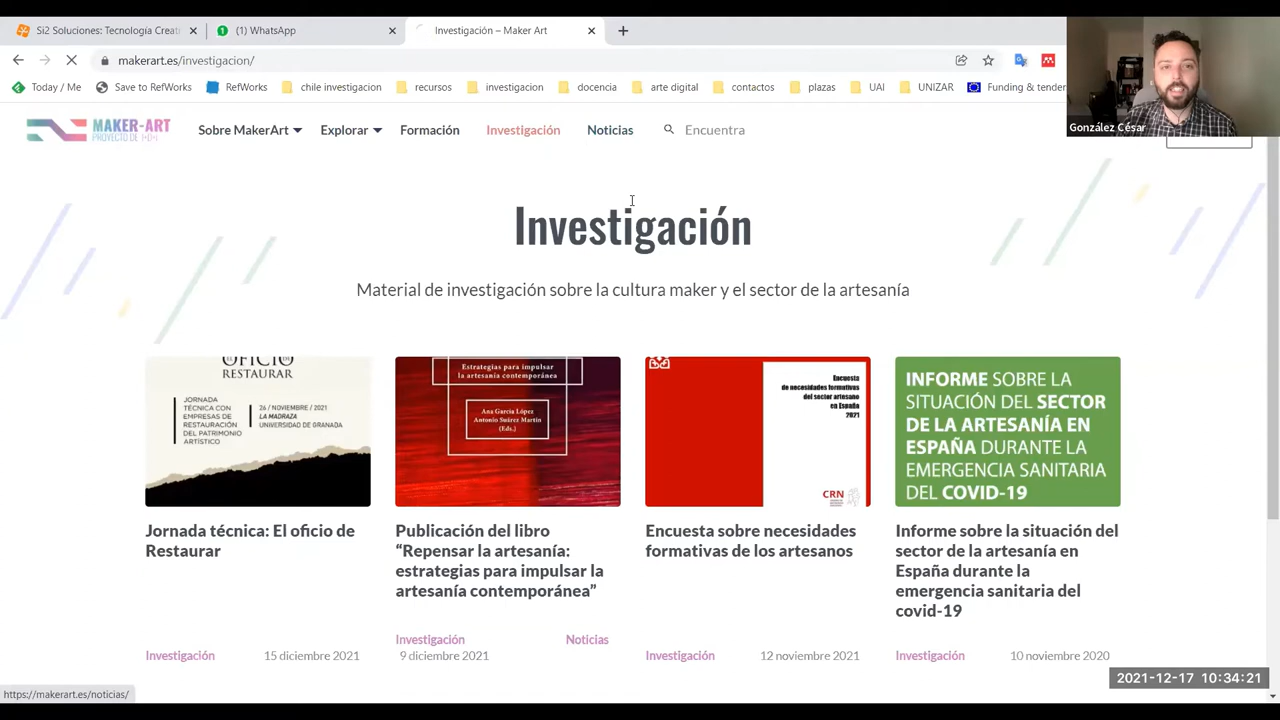 Si2 Soluciones: Tecnología Creati
(1) WhatsApp
Investigación – Maker Art
makerart.es/investigacion/
Today / Me
Save to RefWorks
RefWorks
chile investigacion
recursos
investigacion
docencia
arte digital
contactos
plazas
UAI
UNIZAR
Funding & tender
González César
MAKER-ART
PROYECTO DE I+D+I
Sobre MakerArt
Explorar
Formación
Investigación
Noticias
Encuentra
Investigación
Material de investigación sobre la cultura maker y el sector de la artesanía
OFICIO
RESTAURAR
JORNADA
TÉCNICA CON
EMPRESAS DE
RESTAURACIÓN
DEL PATRIMONIO
ARTÍSTICO
26 / NOVIEMBRE / 2021
LA MADRAZA
UNIVERSIDAD DE GRANADA
Estrategias para impulsar
la artesanía contemporánea
Ana García López
Antonio Suárez Martín
(Eds.)
Encuesta
de necesidades formativas
del sector artesano
en España
2021
CRN
INFORME SOBRE LA
SITUACIÓN DEL SECTOR
DE LA ARTESANÍA EN
ESPAÑA DURANTE LA
EMERGENCIA SANITARIA
DEL COVID-19
Jornada técnica: El oficio de
Restaurar
Investigación
15 diciembre 2021
Publicación del libro
“Repensar la artesanía:
estrategias para impulsar la
artesanía contemporánea”
Investigación
Noticias
9 diciembre 2021
Encuesta sobre necesidades
formativas de los artesanos
Investigación
12 noviembre 2021
Informe sobre la situación del
sector de la artesanía en
España durante la
emergencia sanitaria del
covid-19
Investigación
10 noviembre 2020
2021-12-17 10:34:21
https://makerart.es/noticias/